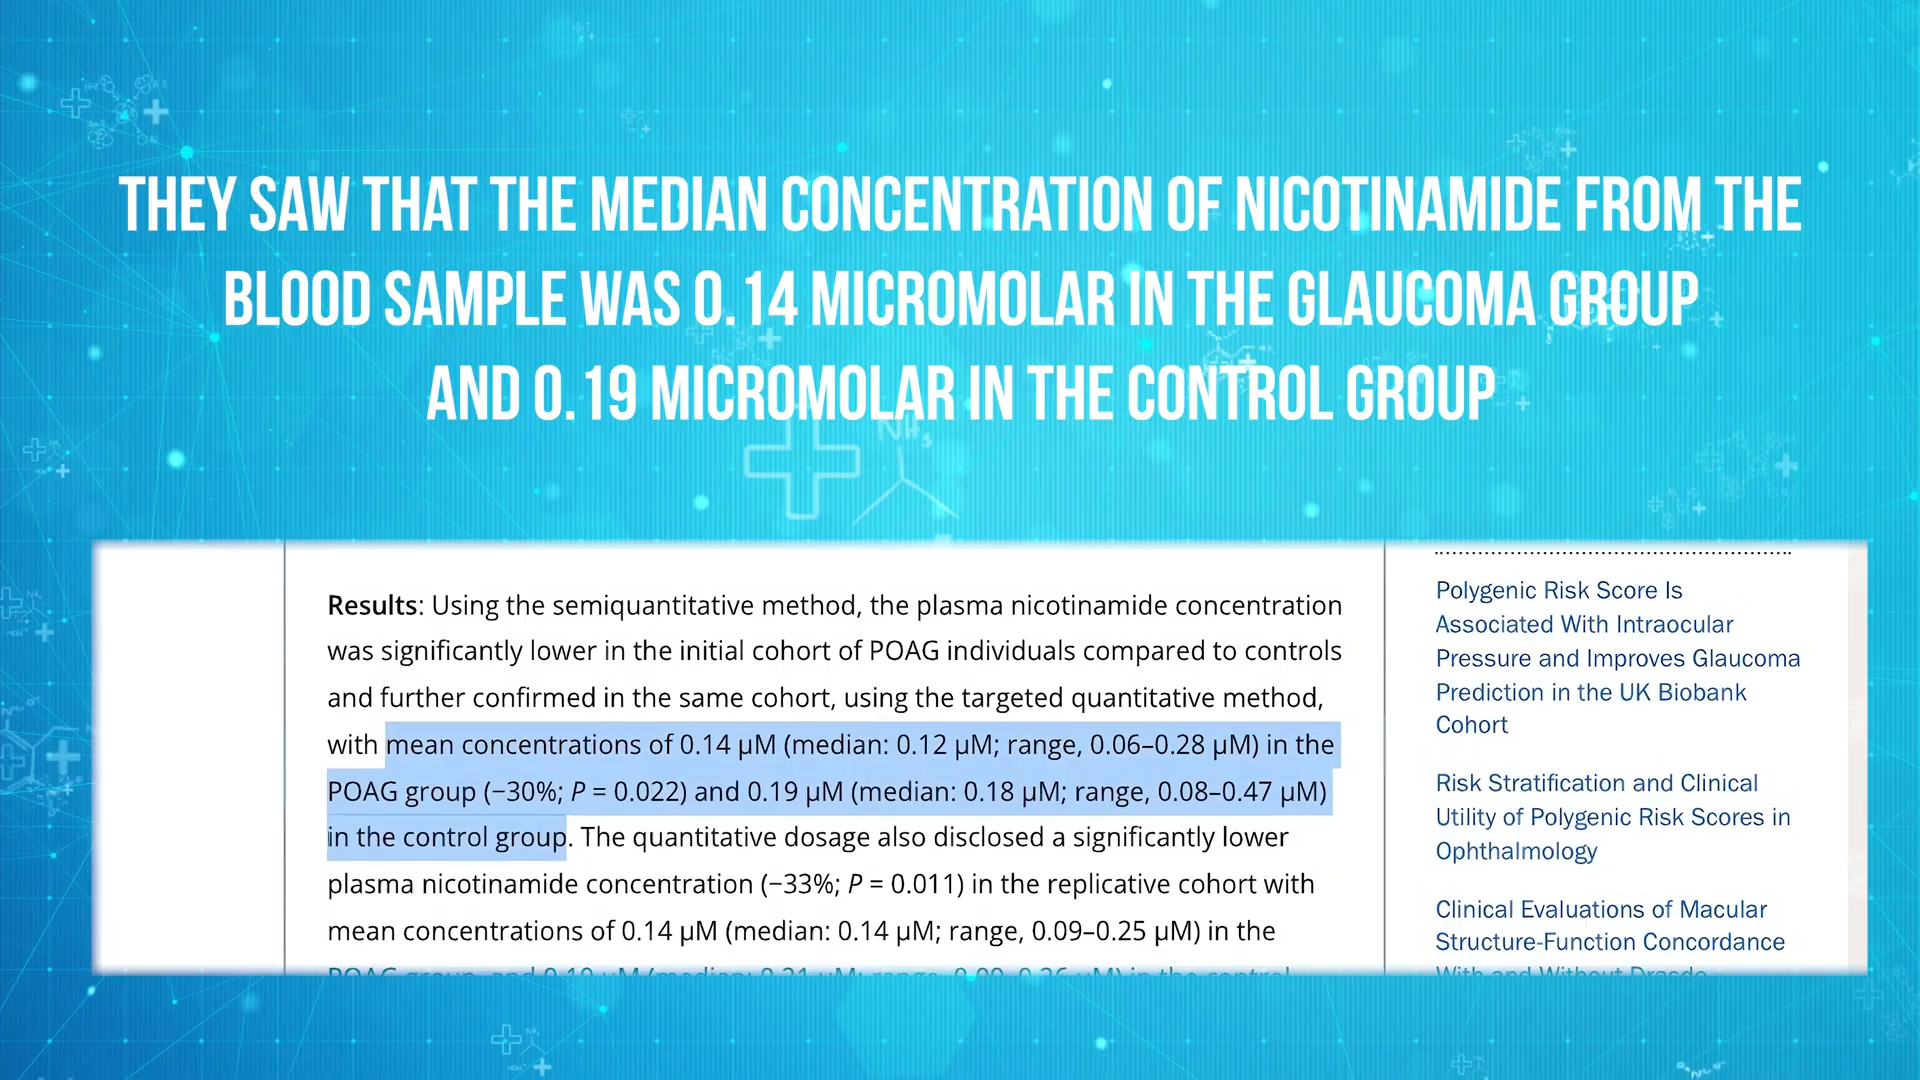 THEY SAW THAT THE MEDIAN CONCENTRATION OF NICOTINAMIDE FROM THE
BLOOD SAMPLE WAS 0.14 MICROMOLAR IN THE GLAUCOMA GROUP
AND 0.19 MICROMOLAR IN THE CONTROL GROUP
Results: Using the semiquantitative method, the plasma nicotinamide concentration
was significantly lower in the initial cohort of POAG individuals compared to controls
and further confirmed in the same cohort, using the targeted quantitative method,
with mean concentrations of 0.14 µM (median: 0.12 µM; range, 0.06–0.28 µM) in the
POAG group (−30%; P = 0.022) and 0.19 µM (median: 0.18 µM; range, 0.08–0.47 µM)
in the control group. The quantitative dosage also disclosed a significantly lower
plasma nicotinamide concentration (−33%; P = 0.011) in the replicative cohort with
mean concentrations of 0.14 µM (median: 0.14 µM; range, 0.09–0.25 µM) in the
Polygenic Risk Score Is
Associated With Intraocular
Pressure and Improves Glaucoma
Prediction in the UK Biobank
Cohort
Risk Stratification and Clinical
Utility of Polygenic Risk Scores in
Ophthalmology
Clinical Evaluations of Macular
Structure-Function Concordance
With and Without Drasdo